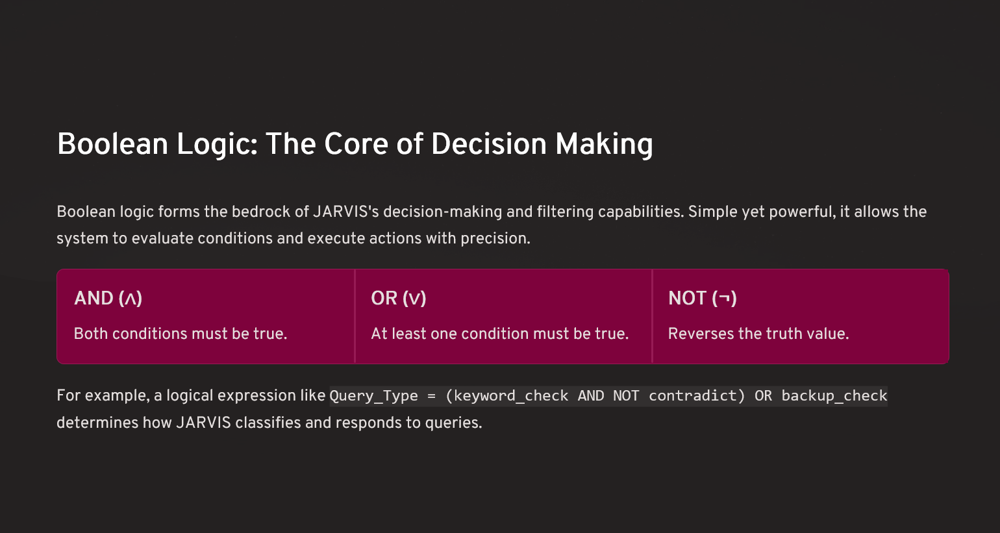 Boolean Logic: The Core of Decision Making
Boolean logic forms the bedrock of JARVIS's decision-making and filtering capabilities. Simple yet powerful, it allows the
system to evaluate conditions and execute actions with precision.
AND (∧)
Both conditions must be true.
OR (∨)
At least one condition must be true.
NOT (¬)
Reverses the truth value.
For example, a logical expression like Query_Type = (keyword_check AND NOT contradict) OR backup_check
determines how JARVIS classifies and responds to queries.